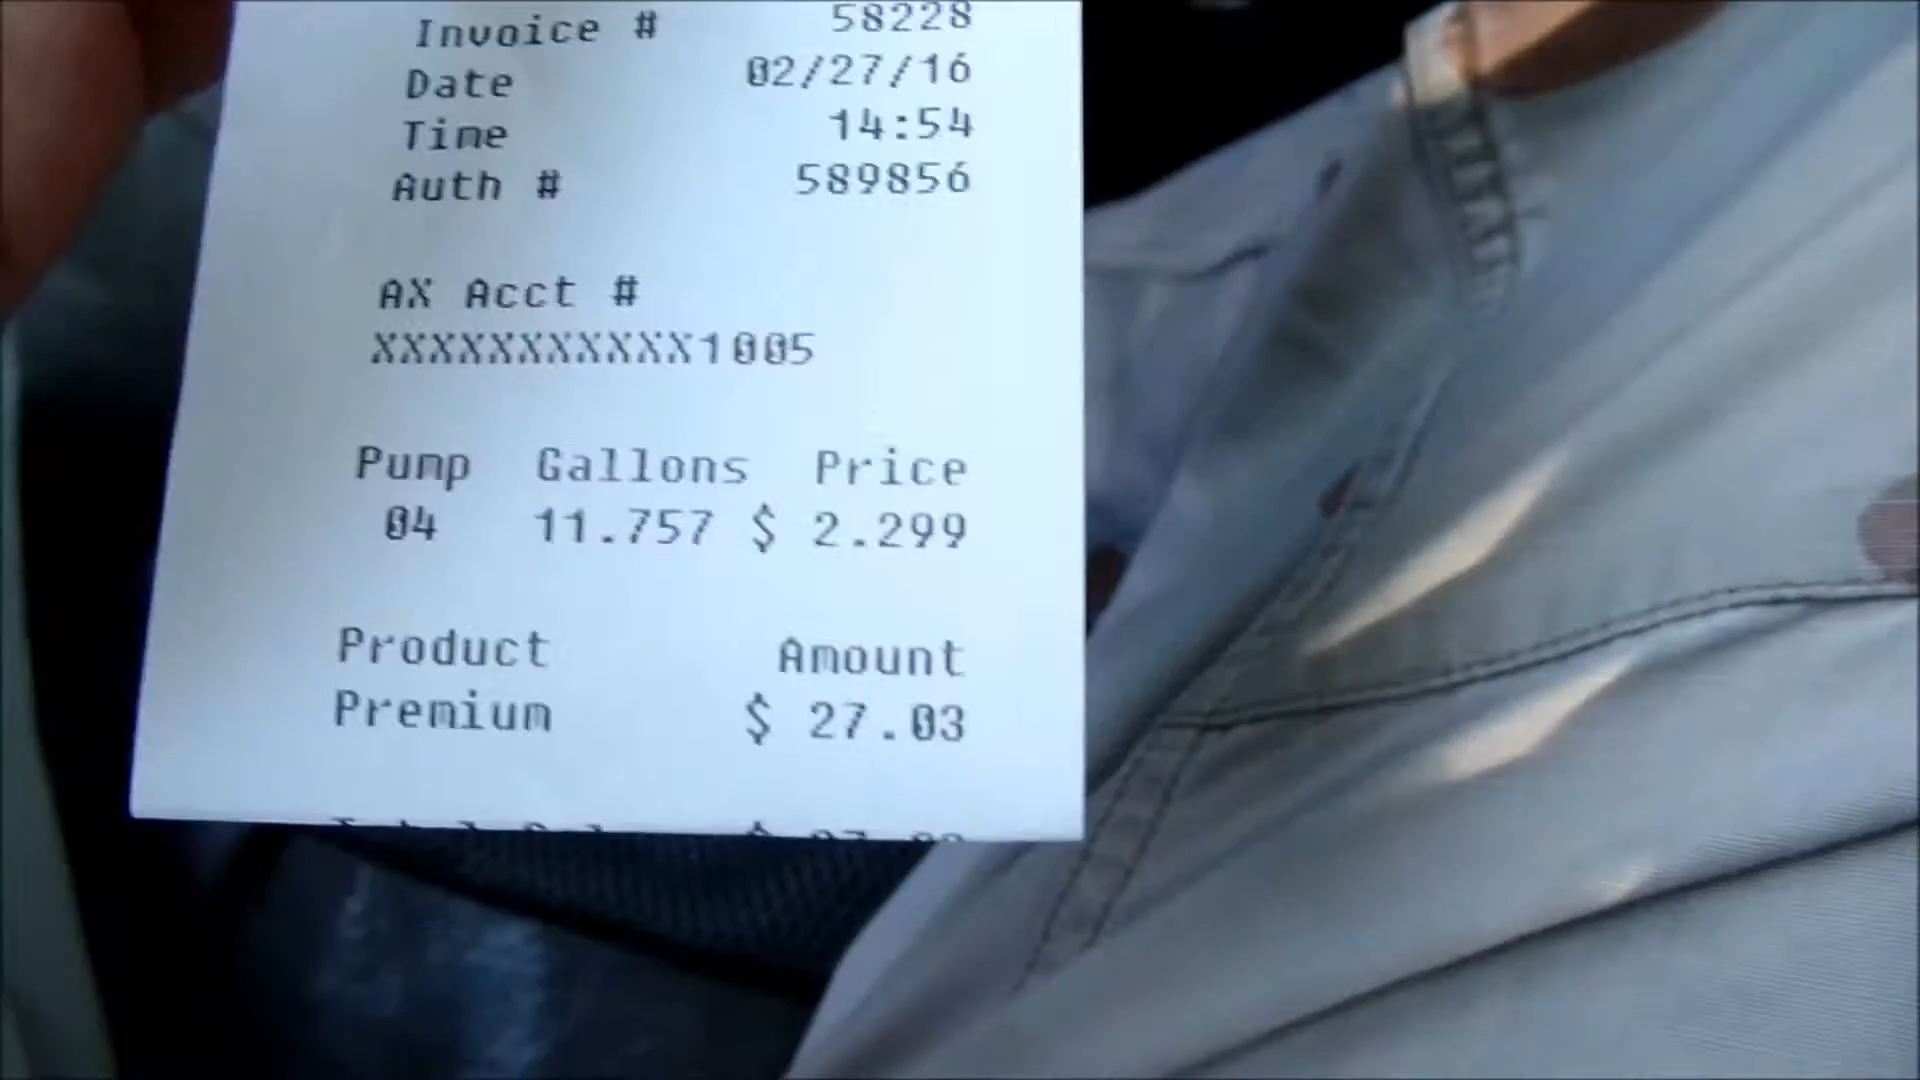 Invoice # 58228
Date 02/27/16
Time 14:54
Auth # 589856
AX Acct #
XXXXXXXXXXX1005
Pump Gallons Price
04 11.757 $ 2.299
Product Amount
Premium $ 27.03